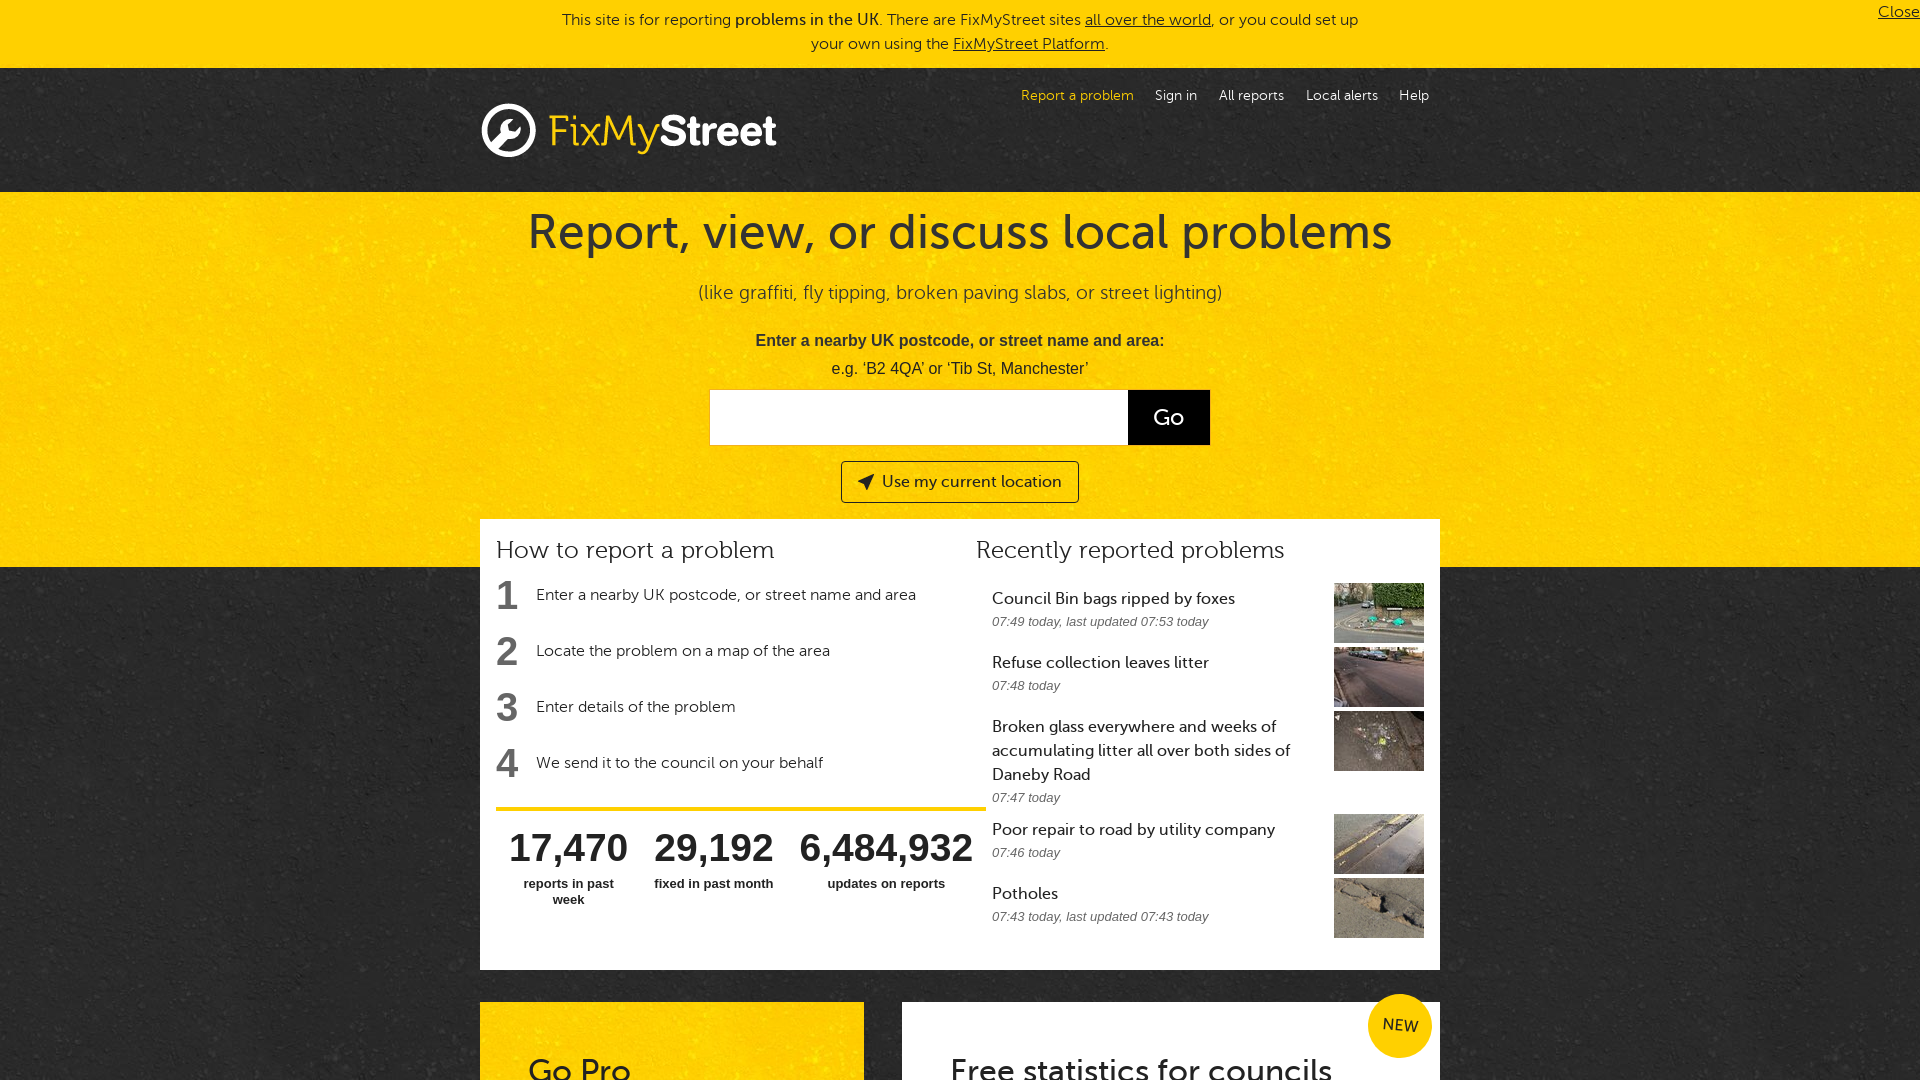 This site is for reporting problems in the UK. There are FixMyStreet sites all over the world, or you could set up
your own using the FixMyStreet Platform.
Close
Report a problem
Sign in
All reports
Local alerts
Help
FixMyStreet
Report, view, or discuss local problems
(like graffiti, fly tipping, broken paving slabs, or street lighting)
Enter a nearby UK postcode, or street name and area:
e.g. ‘B2 4QA’ or ‘Tib St, Manchester’
Go
Use my current location
How to report a problem
1 Enter a nearby UK postcode, or street name and area
2 Locate the problem on a map of the area
3 Enter details of the problem
4 We send it to the council on your behalf
17,470
reports in past
week
29,192
fixed in past month
6,484,932
updates on reports
Recently reported problems
Council Bin bags ripped by foxes
07:49 today, last updated 07:53 today
Refuse collection leaves litter
07:48 today
Broken glass everywhere and weeks of
accumulating litter all over both sides of
Daneby Road
07:47 today
Poor repair to road by utility company
07:46 today
Potholes
07:43 today, last updated 07:43 today
Go Pro
NEW
Free statistics for councils